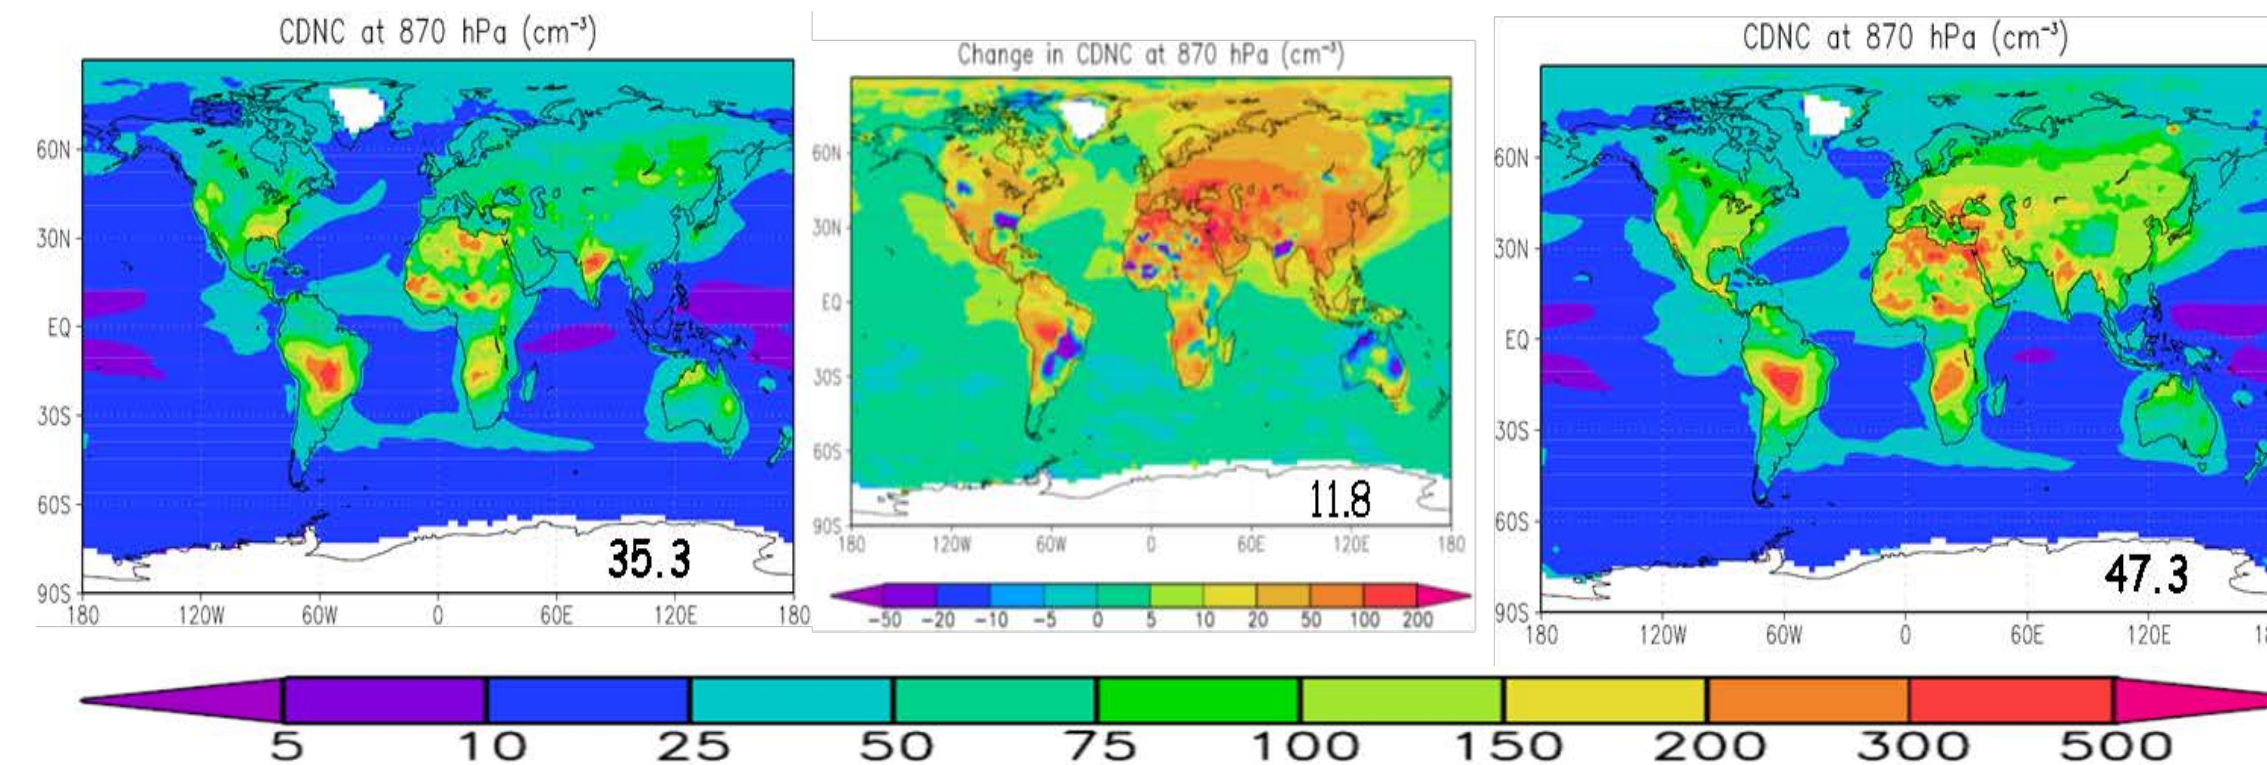 CDNC at 870 hPa (cm⁻³)
60N
30N
EQ
30S
60S
90S
35.3
180 120W 60W 0 60E 120E 180
Change in CDNC at 870 hPa (cm⁻³)
60N
30N
EQ
30S
60S
90S
11.8
180 120W 60W 0 60E 120E 180
-50 -20 -10 -5 0 5 10 20 50 100 200
CDNC at 870 hPa (cm⁻³)
60N
30N
EQ
30S
60S
90S
47.3
180 120W 60W 0 60E 120E
5 10 25 50 75 100 150 200 300 500